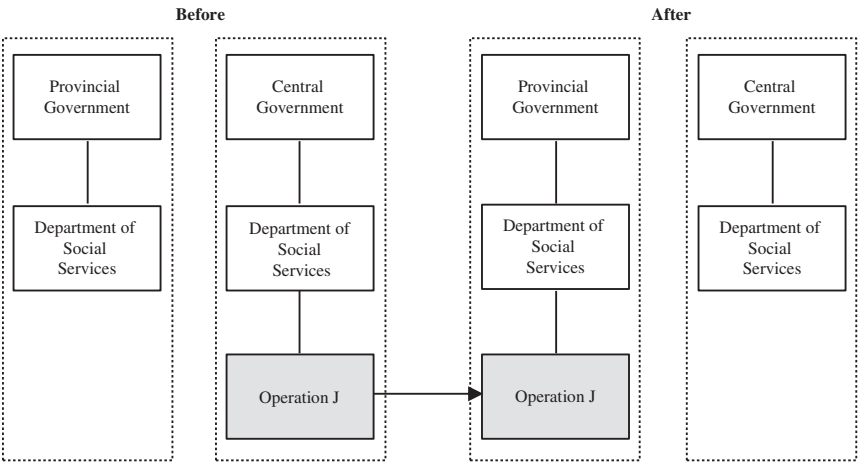 Before
After
Provincial
Government
Central
Government
Provincial
Government
Central
Government
Department of
Social
Services
Department of
Social
Services
Department of
Social
Services
Department of
Social
Services
Operation J
Operation J